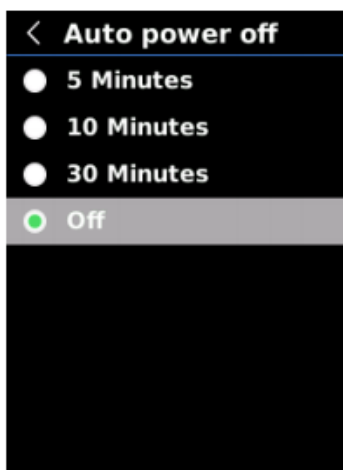 Auto power off
5 Minutes
10 Minutes
30 Minutes
Off